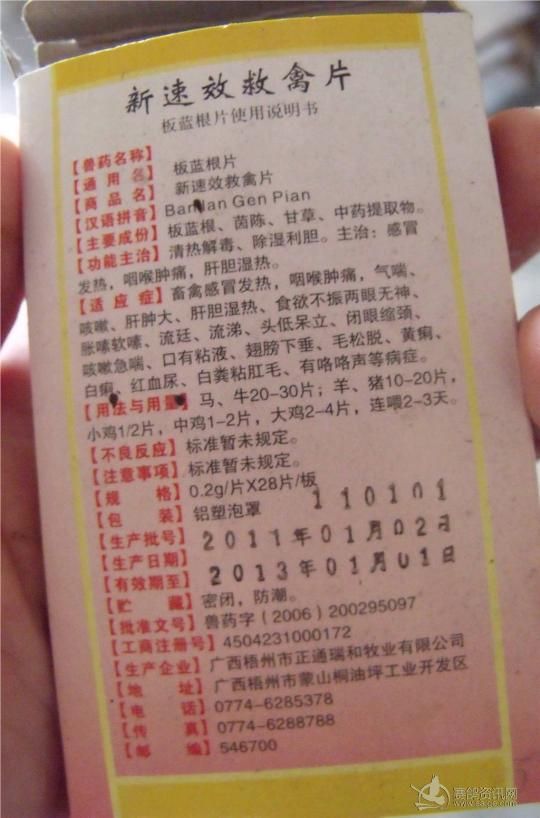 新速效救禽片
板蓝根片使用说明书
【兽药名称】
【通用名】 板蓝根片
【商品名】 新速效救禽片
【汉语拼音】Banlan Gen Pian
【主要成份】板蓝根、茵陈、甘草、中药提取物。
【功能主治】清热解毒、除湿利胆。主治：感冒
发热，咽喉肿痛，肝胆湿热。
【适应症】畜禽感冒发热，咽喉肿痛，气喘、
咳嗽、肝肿大、肝胆湿热、食欲不振两眼无神、
胀嗉软嗉、流廷、流涕、头低呆立、闭眼缩颈、
咳嗽急喘、口有粘液、翅膀下垂、毛松脱、黄痢、
白痢、红血尿、白粪粘肛毛、有咯咯声等病症。
【用法与用量】马、牛20-30片；羊、猪10-20片，
小鸡1/2片，中鸡1-2片，大鸡2-4片，连喂2-3天。
【不良反应】标准暂未规定。
【注意事项】标准暂未规定。
【规格】0.2g/片X28片/板
【包装】铝塑泡罩
【生产批号】110101
【生产日期】2011年01月02日
【有效期至】2013年01月01日
【贮藏】密闭，防潮。
【批准文号】兽药字（2006）200295097
【工商注册号】4504231000172
【生产企业】广西梧州市正通瑞和牧业有限公司
【地址】广西梧州市蒙山桐油坪工业开发区
【电话】0774-6285378
【传真】0774-6288788
【邮编】546700
赛鸽资讯网